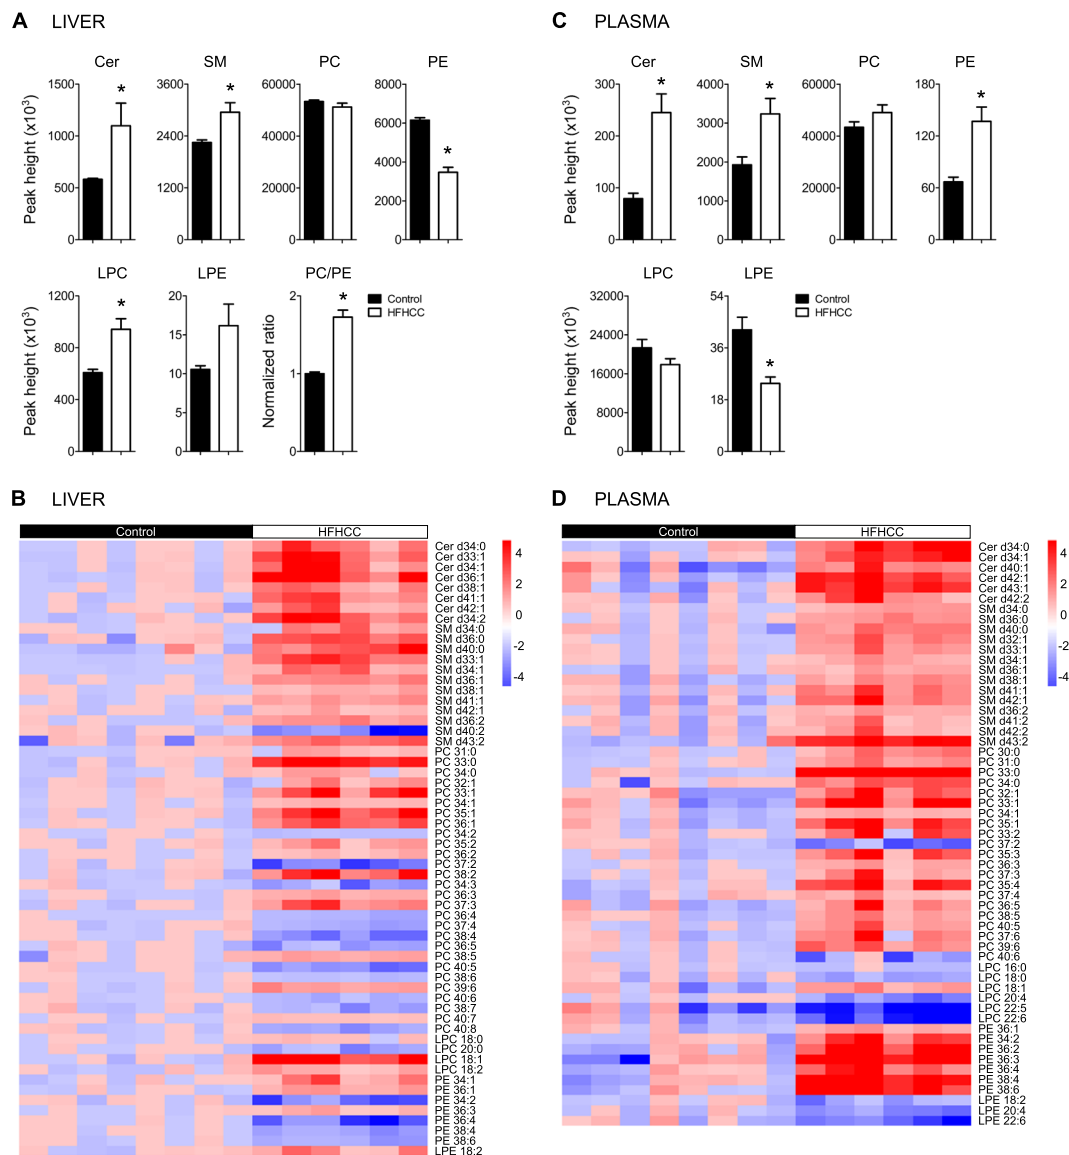 A LIVER
Cer SM PC PE
Peak height (x10³)
1500
1000
500
0
3600
2400
1200
0
60000
40000
20000
0
8000
6000
4000
2000
0
*
*
*
LPC LPE PC/PE
Peak height (x10³)
1200
800
400
0
20
15
10
5
0
Normalized ratio
2
1
0
*
*
Control
HFHCC
C PLASMA
Cer SM PC PE
Peak height (x10³)
300
200
100
0
4000
3000
2000
1000
0
60000
40000
20000
0
180
120
60
0
*
*
*
LPC LPE
Peak height (x10³)
32000
24000
16000
8000
0
54
36
18
0
*
Control
HFHCC
B LIVER
Control HFHCC
Cer d34:0
Cer d33:1
Cer d34:1
Cer d36:1
Cer d38:1
Cer d41:1
Cer d42:1
Cer d34:2
SM d34:0
SM d36:0
SM d40:0
SM d33:1
SM d34:1
SM d36:1
SM d38:1
SM d41:1
SM d42:1
SM d36:2
SM d40:2
SM d43:2
PC 31:0
PC 33:0
PC 34:0
PC 32:1
PC 33:1
PC 34:1
PC 35:1
PC 36:1
PC 34:2
PC 35:2
PC 36:2
PC 37:2
PC 38:2
PC 34:3
PC 36:3
PC 37:3
PC 36:4
PC 37:4
PC 38:4
PC 36:5
PC 38:5
PC 40:5
PC 38:6
PC 39:6
PC 40:6
PC 38:7
PC 40:7
PC 40:8
LPC 18:0
LPC 20:0
LPC 18:1
LPC 18:2
PE 34:1
PE 36:1
PE 34:2
PE 36:3
PE 36:4
PE 38:4
PE 38:6
LPE 18:2
4
2
0
-2
-4
D PLASMA
Control HFHCC
Cer d34:0
Cer d34:1
Cer d40:1
Cer d42:1
Cer d43:1
Cer d42:2
SM d34:0
SM d36:0
SM d40:0
SM d32:1
SM d33:1
SM d34:1
SM d36:1
SM d38:1
SM d41:1
SM d42:1
SM d36:2
SM d41:2
SM d42:2
SM d43:2
PC 30:0
PC 31:0
PC 33:0
PC 34:0
PC 32:1
PC 33:1
PC 34:1
PC 35:1
PC 33:2
PC 37:2
PC 35:3
PC 36:3
PC 37:3
PC 35:4
PC 37:4
PC 36:5
PC 38:5
PC 40:5
PC 37:6
PC 39:6
PC 40:6
LPC 16:0
LPC 18:0
LPC 18:1
LPC 20:4
LPC 22:5
LPC 22:6
PE 36:1
PE 34:2
PE 36:2
PE 36:3
PE 36:4
PE 38:4
PE 38:6
LPE 18:2
LPE 20:4
LPE 22:6
4
2
0
-2
-4